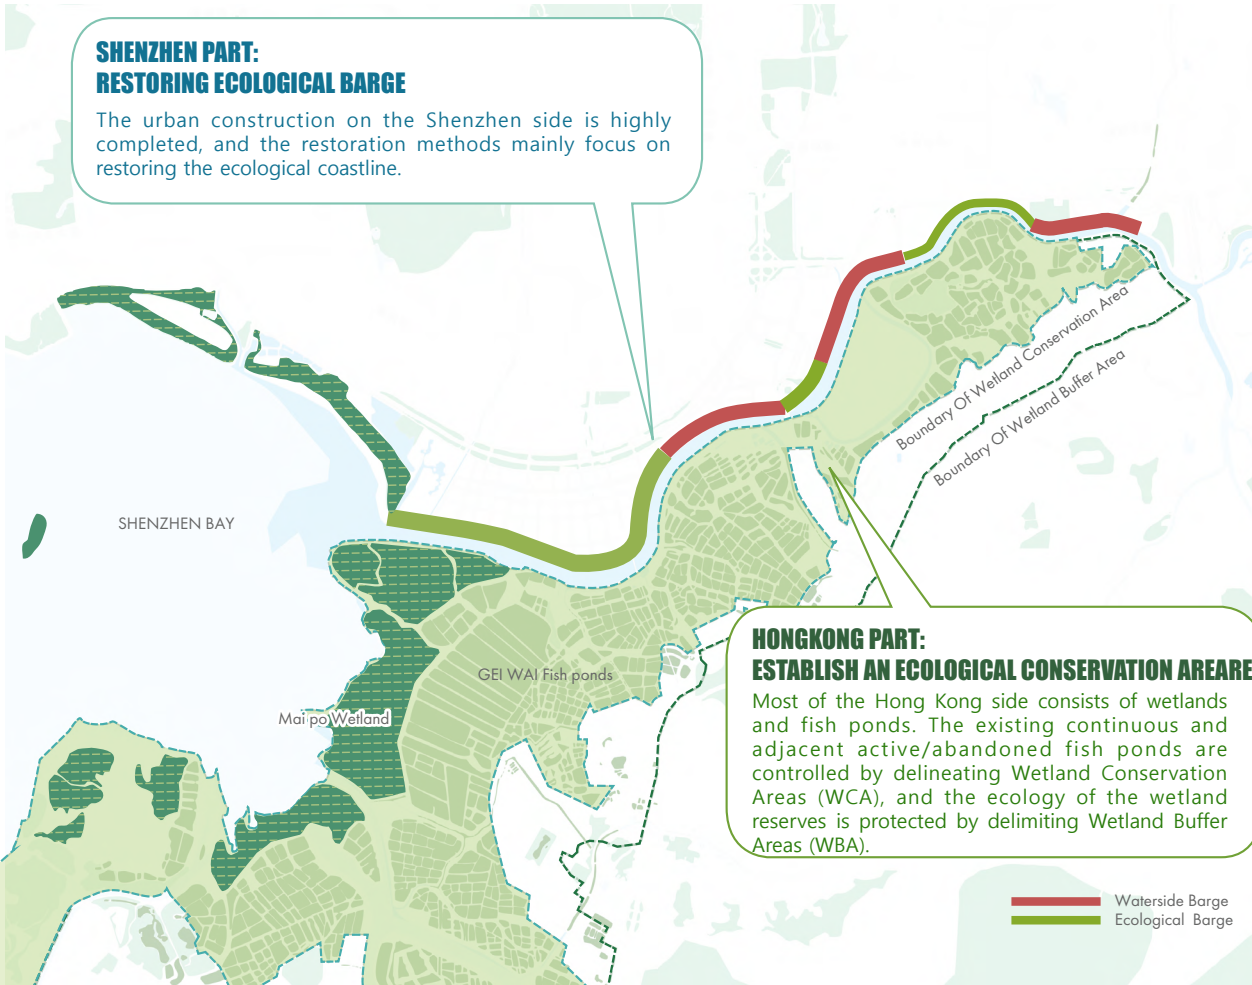 SHENZHEN PART:
RESTORING ECOLOGICAL BARGE
The urban construction on the Shenzhen side is highly
completed, and the restoration methods mainly focus on
restoring the ecological coastline.
Boundary Of Wetland Conservation Area
Boundary Of Wetland Buffer Area
SHENZHEN BAY
GEI WAI Fish ponds
Mai po Wetland
HONGKONG PART:
ESTABLISH AN ECOLOGICAL CONSERVATION AREARE
Most of the Hong Kong side consists of wetlands
and fish ponds. The existing continuous and
adjacent active/abandoned fish ponds are
controlled by delineating Wetland Conservation
Areas (WCA), and the ecology of the wetland
reserves is protected by delimiting Wetland Buffer
Areas (WBA).
Waterside Barge
Ecological Barge